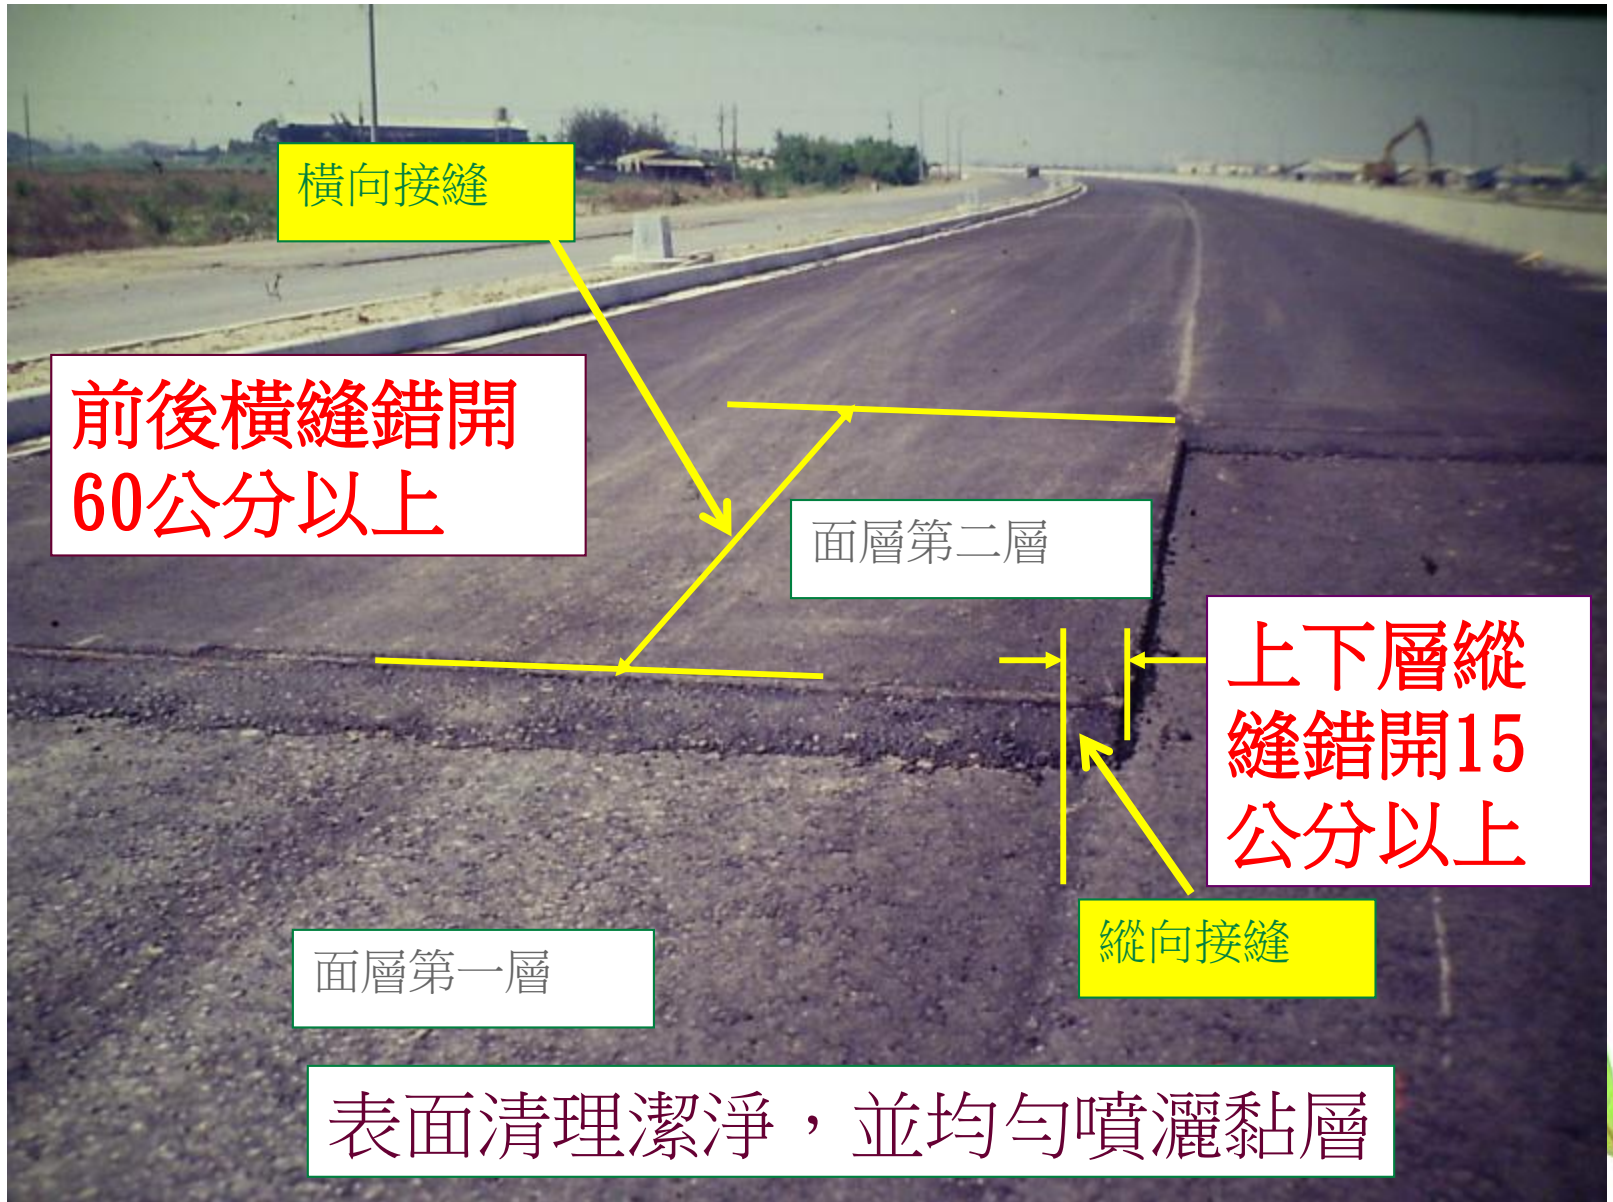 橫向接縫
前後橫縫錯開
60公分以上
面層第二層
上下層縱
縫錯開15
公分以上
縱向接縫
面層第一層
表面清理潔淨，並均勻噴灑黏層